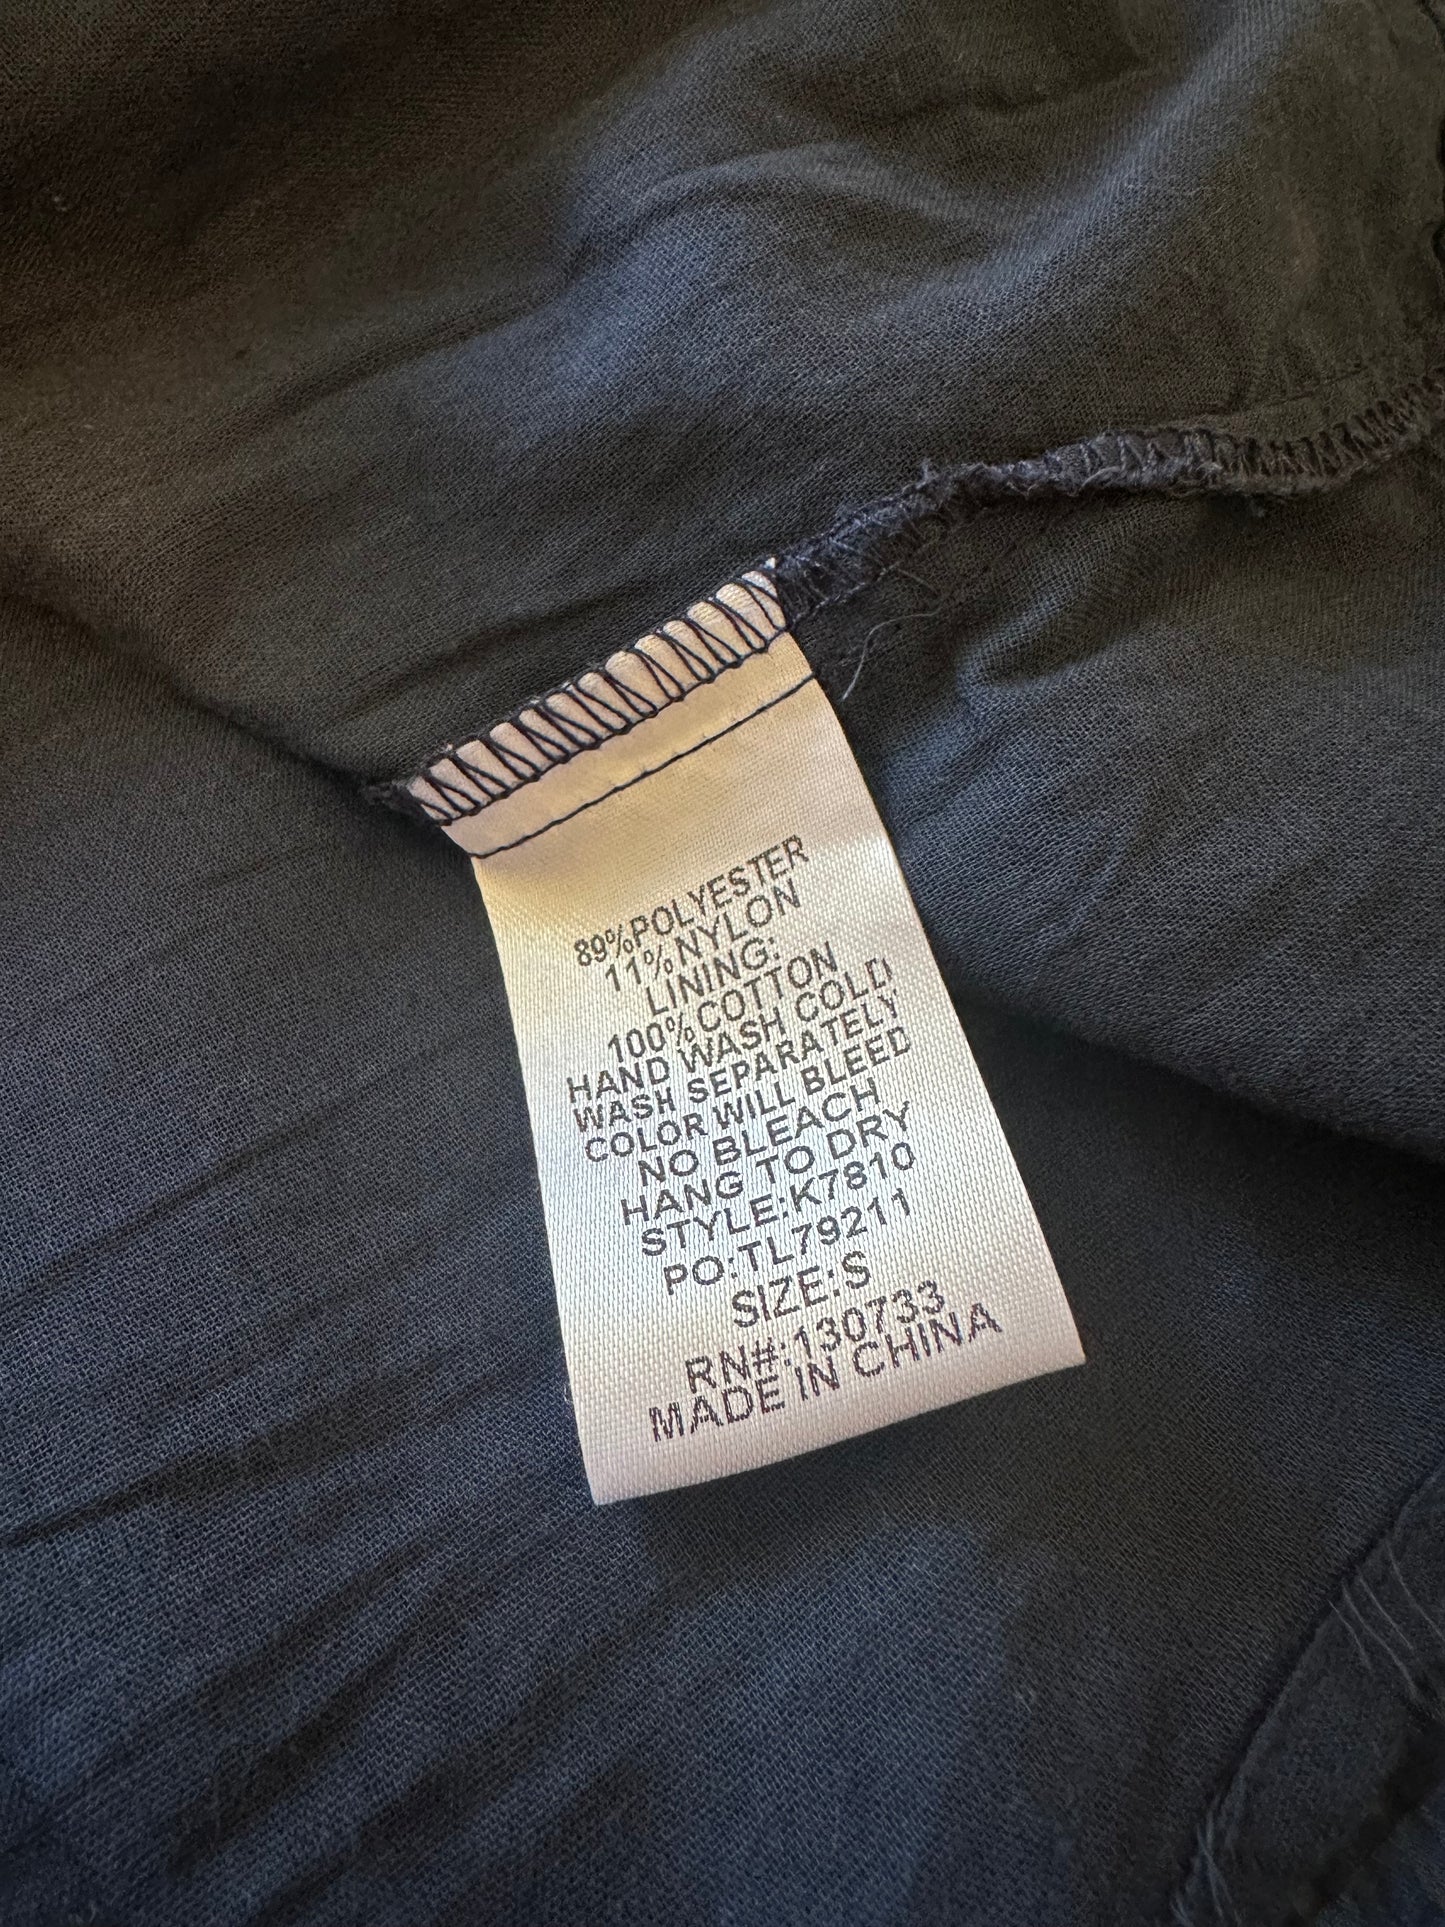 89%POLYESTER
11%NYLON
LINING:
100%COTTON
HAND WASH COLD
WASH SEPARATELY
COLOR WILL BLEED
NO BLEACH
HANG TO DRY
STYLE:K7810
PO:TL79211
SIZE:S
RN#:130733
MADE IN CHINA